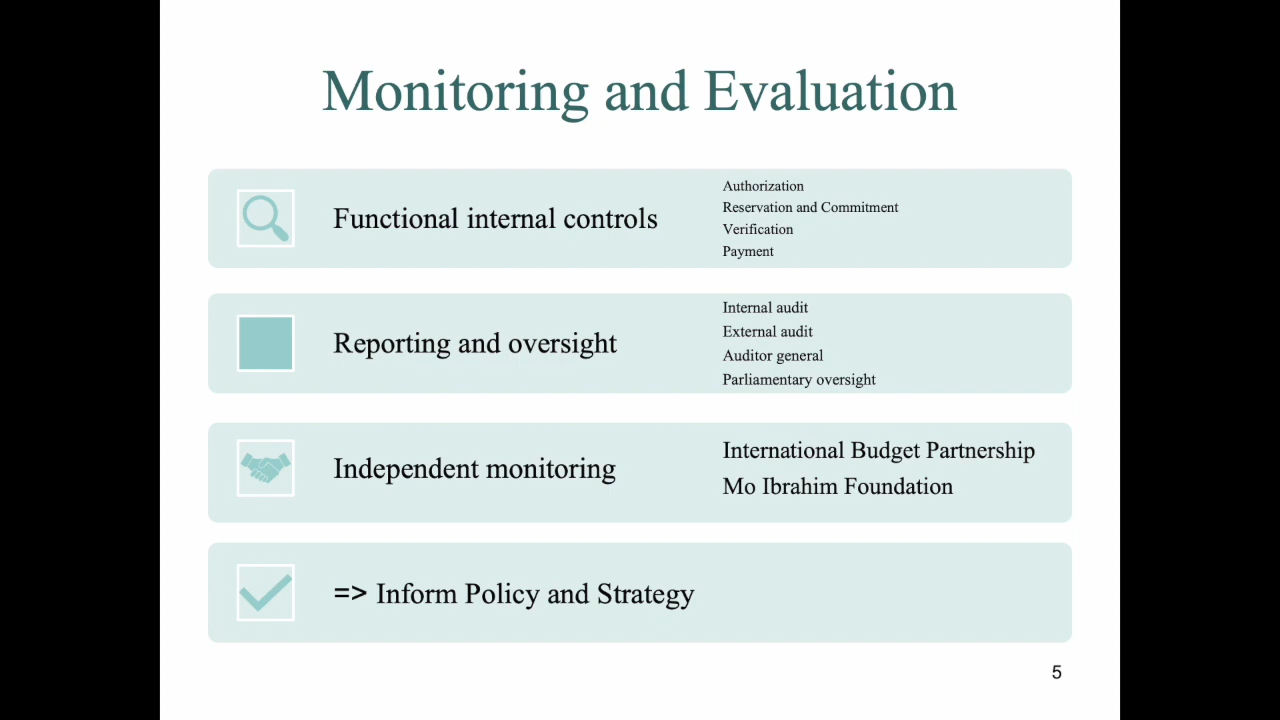 Monitoring and Evaluation
Functional internal controls
Authorization
Reservation and Commitment
Verification
Payment
Reporting and oversight
Internal audit
External audit
Auditor general
Parliamentary oversight
Independent monitoring
International Budget Partnership
Mo Ibrahim Foundation
=> Inform Policy and Strategy
5